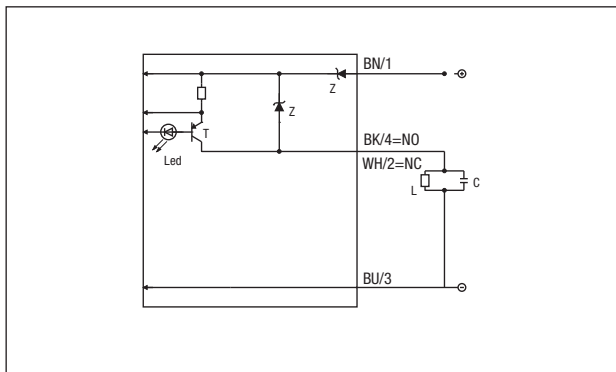 BN/1
Z
Z
T
Led
BK/4=NO
WH/2=NC
L
C
BU/3